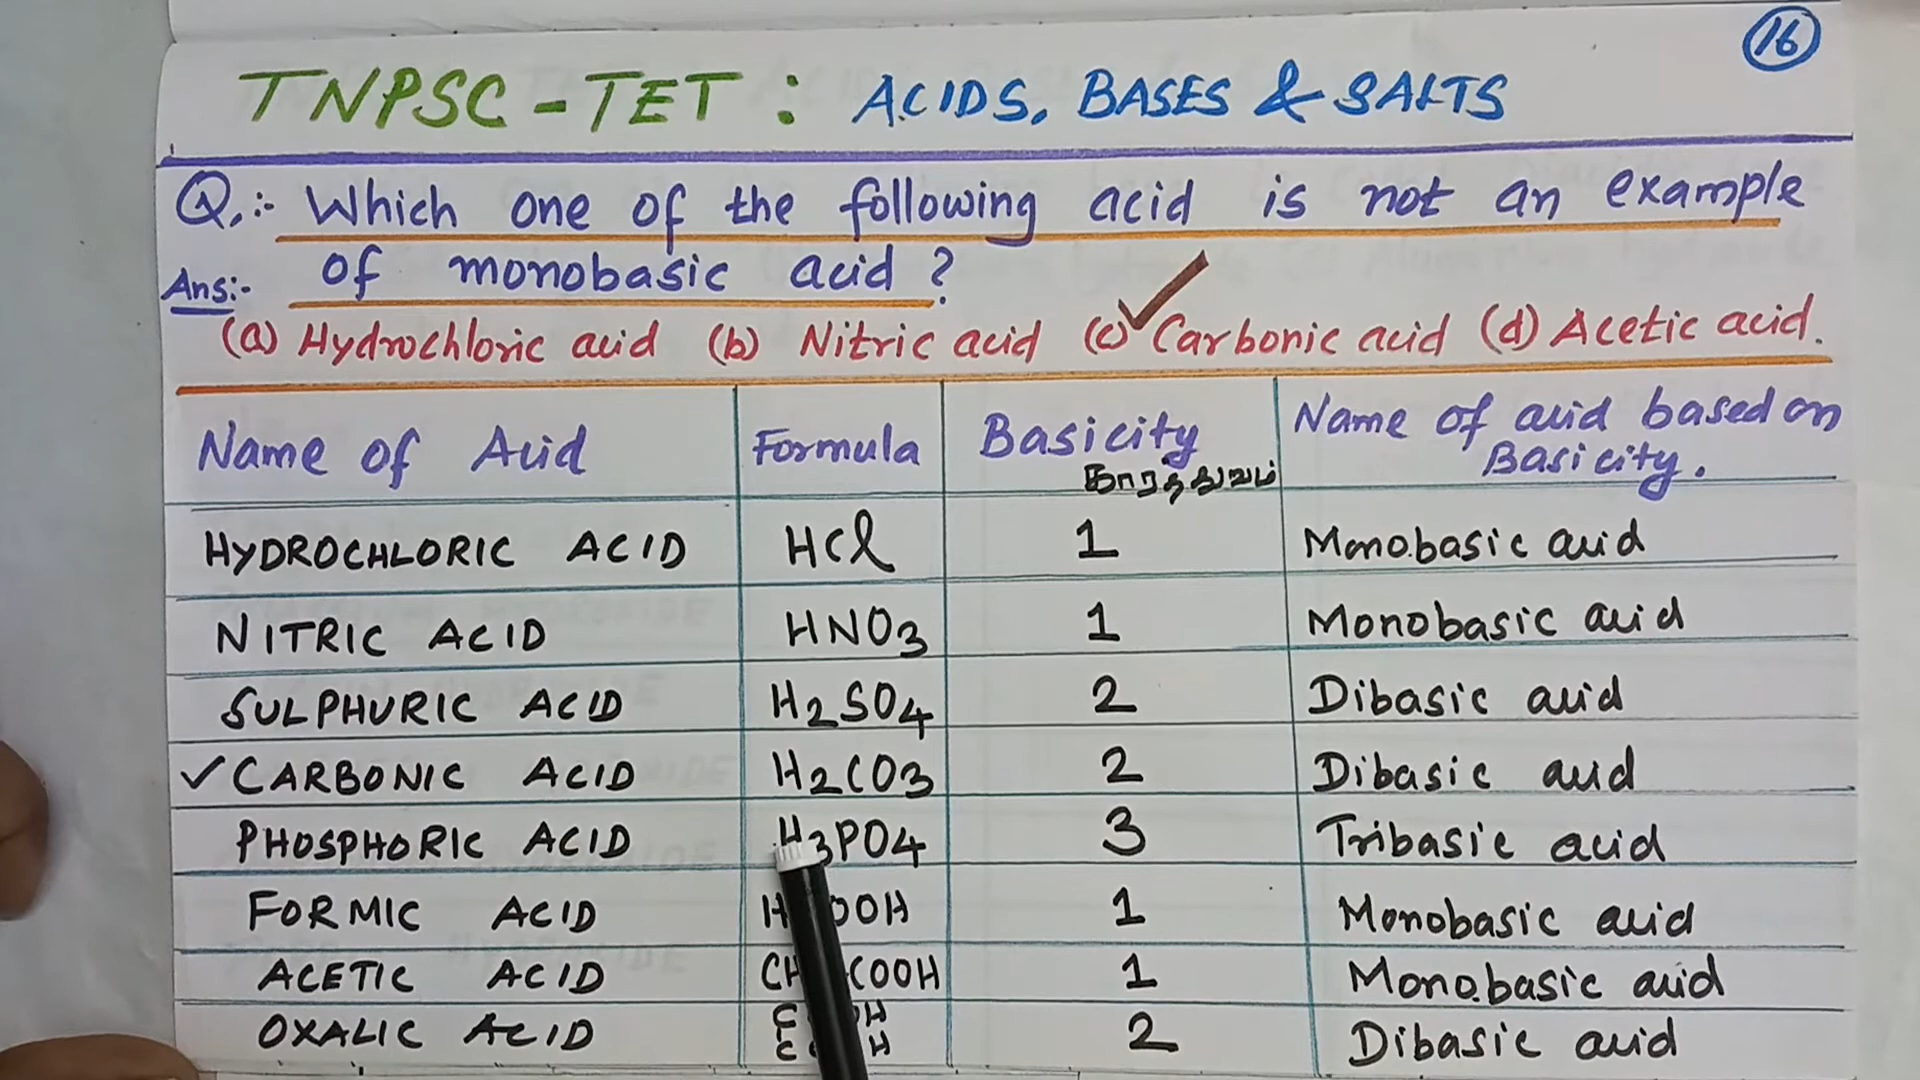 16
TNPSC - TET : ACIDS, BASES & SALTS
Q.:- Which one of the following acid is not an example
of monobasic acid ?
Ans:-
(a) Hydrochloric acid (b) Nitric acid (c) Carbonic acid (d) Acetic acid.
Name of Acid Formula Basicity Name of acid based on Basicity.
காரத்துவம்
HYDROCHLORIC ACID HCl 1 Monobasic acid
NITRIC ACID HNO3 1 Monobasic acid
SULPHURIC ACID H2SO4 2 Dibasic acid
✓ CARBONIC ACID H2CO3 2 Dibasic acid
PHOSPHORIC ACID H3PO4 3 Tribasic acid
FORMIC ACID 1 Monobasic acid
ACETIC ACID 1 Monobasic acid
OXALIC ACID 2 Dibasic acid